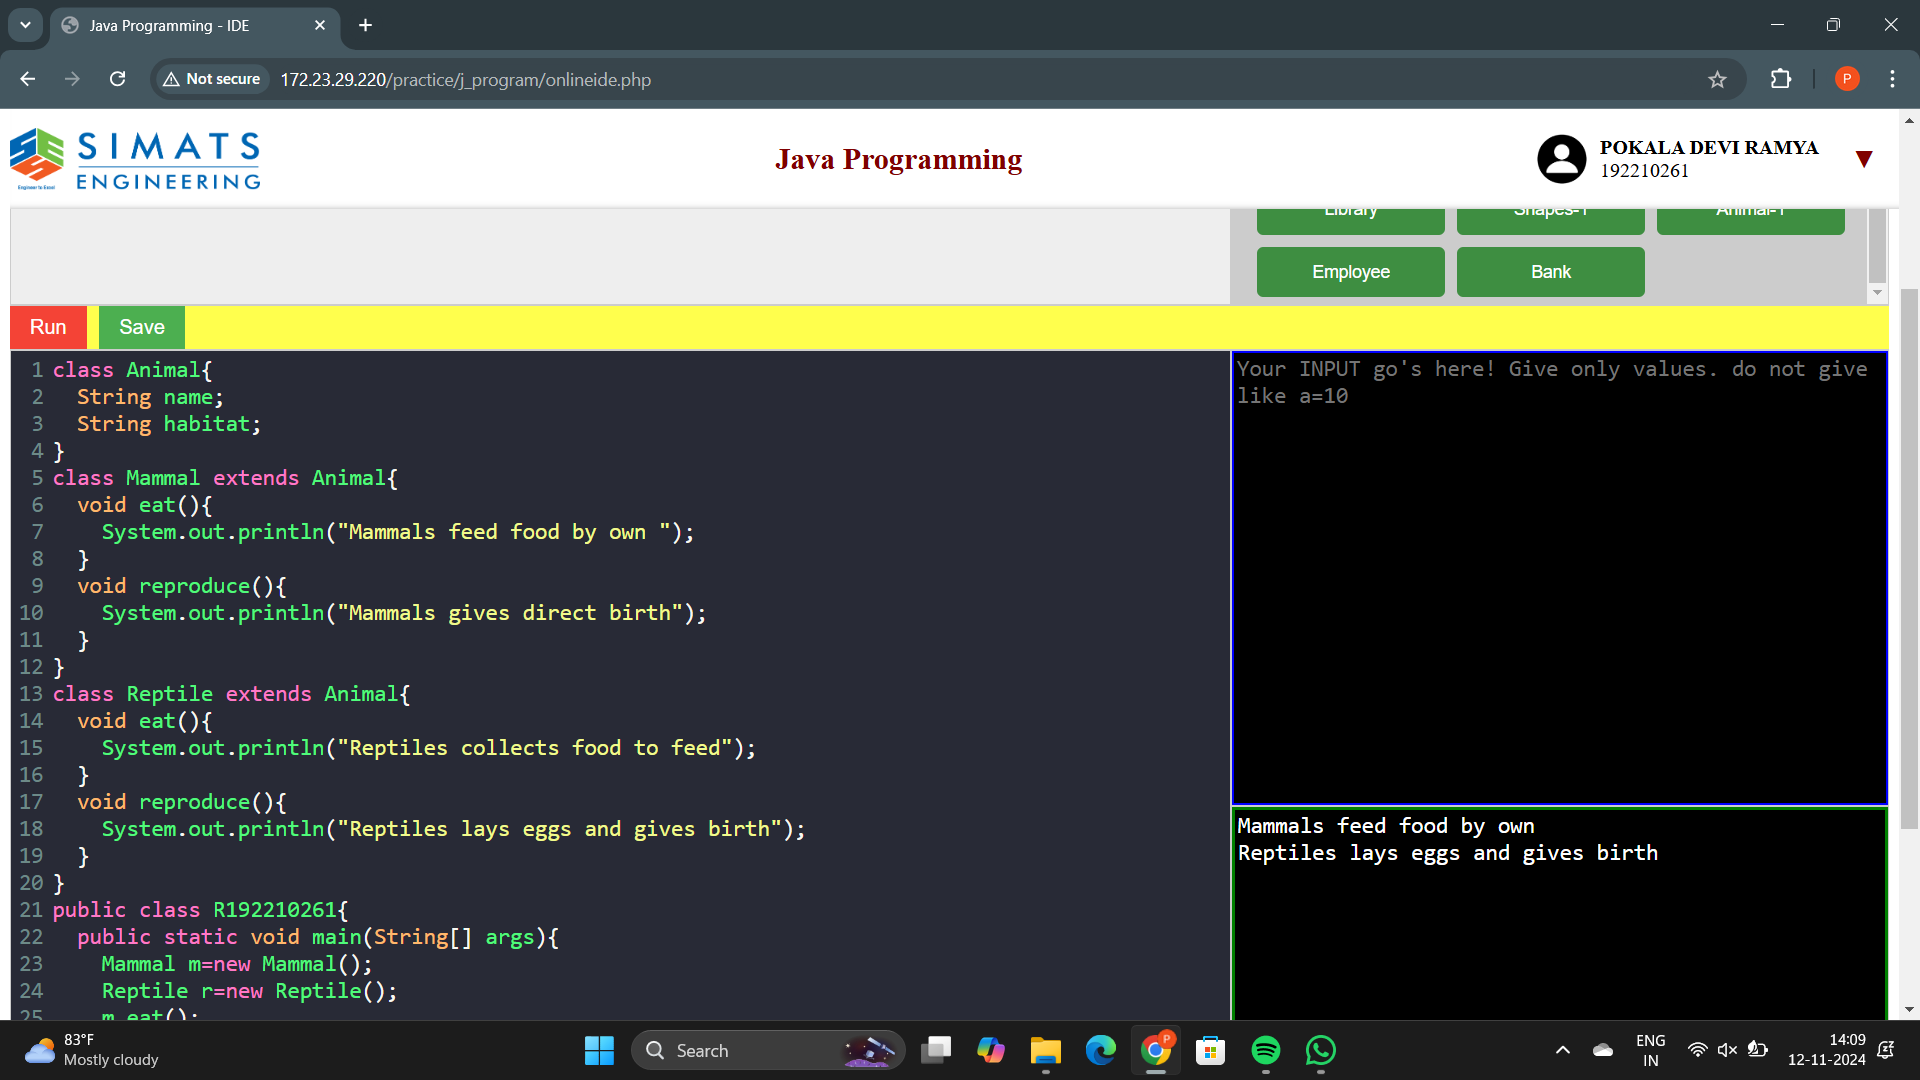 Java Programming - IDE
Not secure
172.23.29.220/practice/j_program/onlineide.php
P
SIMATS
ENGINEERING
Engineer to Excel
Java Programming
POKALA DEVI RAMYA
192210261
Library
Shapes-1
Animal-1
Employee
Bank
Run
Save
1 class Animal{
2 String name;
3 String habitat;
4 }
5 class Mammal extends Animal{
6 void eat(){
7 System.out.println("Mammals feed food by own ");
8 }
9 void reproduce(){
10 System.out.println("Mammals gives direct birth");
11 }
12 }
13 class Reptile extends Animal{
14 void eat(){
15 System.out.println("Reptiles collects food to feed");
16 }
17 void reproduce(){
18 System.out.println("Reptiles lays eggs and gives birth");
19 }
20 }
21 public class R192210261{
22 public static void main(String[] args){
23 Mammal m=new Mammal();
24 Reptile r=new Reptile();
25 m.eat();
Your INPUT go's here! Give only values. do not give
like a=10
Mammals feed food by own
Reptiles lays eggs and gives birth
83°F
Mostly cloudy
Search
P
ENG
IN
14:09
12-11-2024